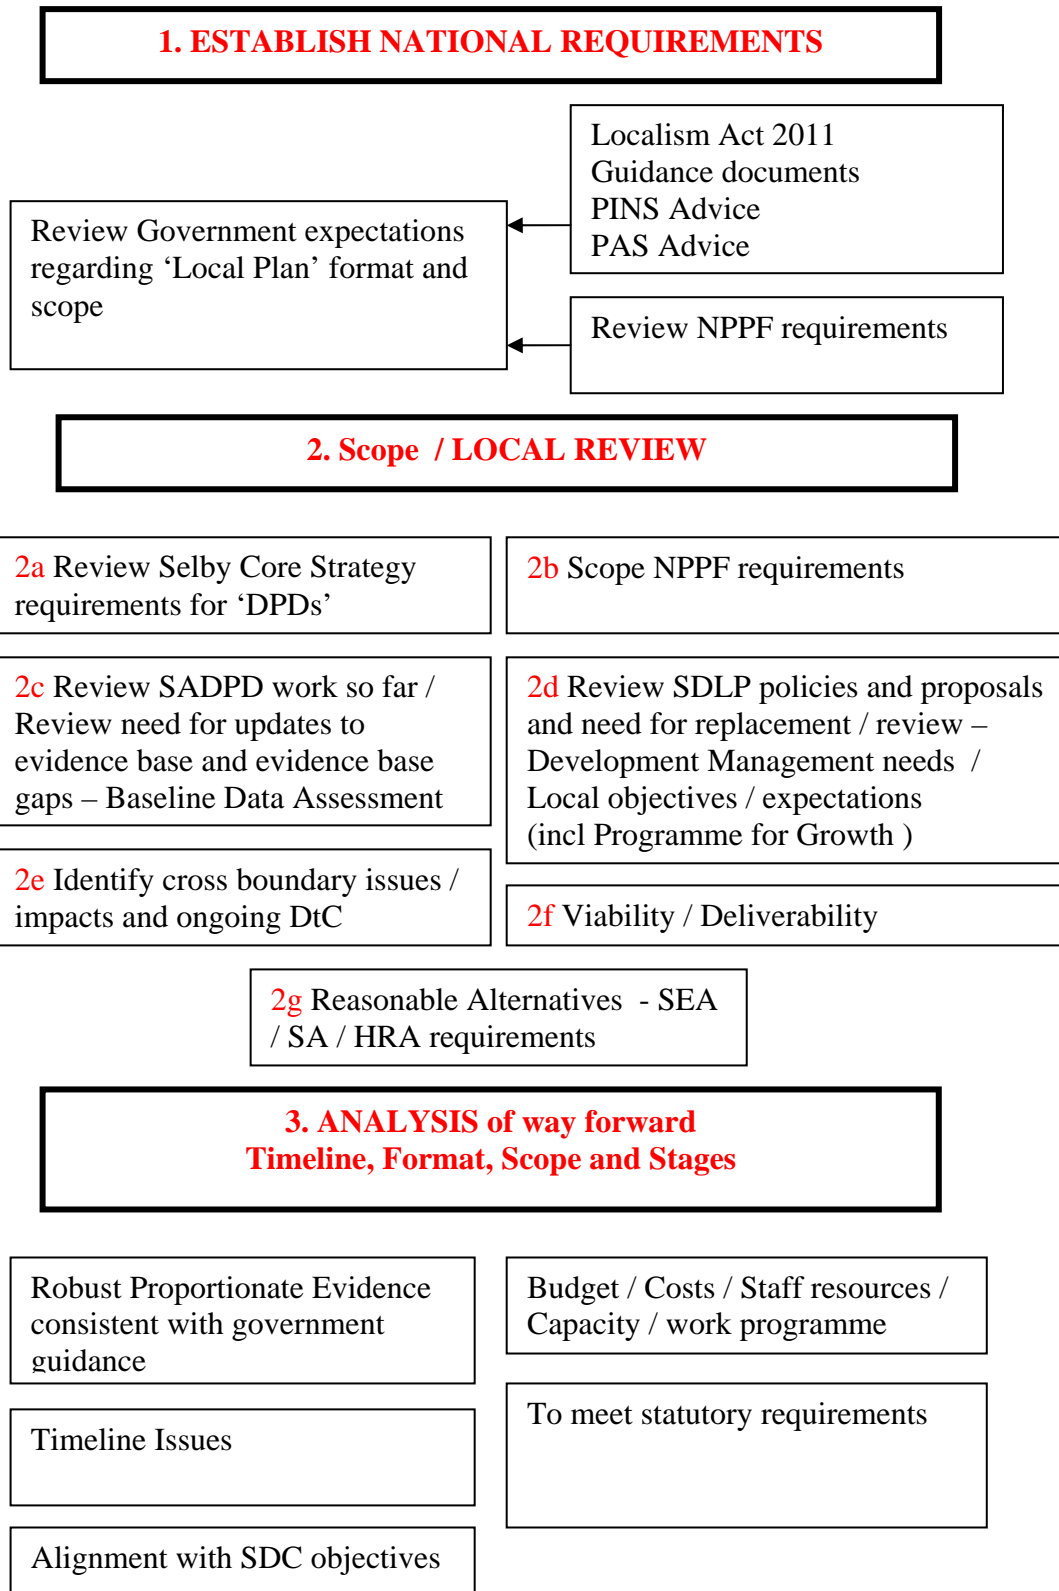 1. ESTABLISH NATIONAL REQUIREMENTS
Localism Act 2011
Guidance documents
PINS Advice
PAS Advice
Review Government expectations
regarding ‘Local Plan’ format and
scope
Review NPPF requirements
2. Scope / LOCAL REVIEW
2a Review Selby Core Strategy
requirements for ‘DPDs’
2b Scope NPPF requirements
2c Review SADPD work so far /
Review need for updates to
evidence base and evidence base
gaps – Baseline Data Assessment
2d Review SDLP policies and proposals
and need for replacement / review –
Development Management needs /
Local objectives / expectations
(incl Programme for Growth )
2e Identify cross boundary issues /
impacts and ongoing DtC
2f Viability / Deliverability
2g Reasonable Alternatives - SEA
/ SA / HRA requirements
3. ANALYSIS of way forward
Timeline, Format, Scope and Stages
Robust Proportionate Evidence
consistent with government
guidance
Budget / Costs / Staff resources /
Capacity / work programme
Timeline Issues
To meet statutory requirements
Alignment with SDC objectives